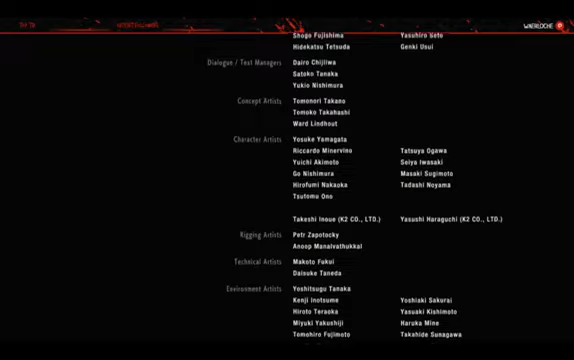 Shogo Fujishima Yasuhiro Seto
Hidekatsu Tetsuda Genki Usui
Dialogue / Text Managers Dairo Chijiiwa
Satoko Tanaka
Yukio Nishimura
Concept Artists Tomonori Takano
Tomoko Takahashi
Ward Lindhout
Character Artists Yosuke Yamagata
Riccardo Minervino Tatsuya Ogawa
Yuichi Akimoto Seiya Iwasaki
Go Nishimura Masaki Sugimoto
Hirofumi Nakaoka Tadashi Noyama
Tsutomu Ono
Takeshi Inoue (K2 CO., LTD.) Yasushi Haraguchi (K2 CO., LTD.)
Rigging Artists Petr Zapotocky
Anoop Manalvathukkal
Technical Artists Makoto Fukui
Daisuke Taneda
Environment Artists Yoshitsugu Tanaka
Kenji Inotsume Yoshiaki Sakurai
Hiroto Teraoka Yasuaki Kishimoto
Miyuki Yakushiji Haruka Mine
Tomohiro Fujimoto Takahide Sunagawa